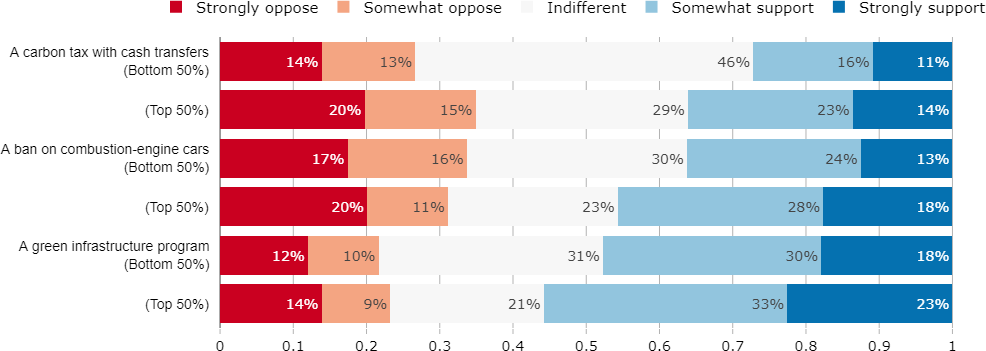 Strongly oppose Somewhat oppose Indifferent Somewhat support Strongly support
A carbon tax with cash transfers
(Bottom 50%)
14% 13% 46% 16% 11%
(Top 50%)
20% 15% 29% 23% 14%
A ban on combustion-engine cars
(Bottom 50%)
17% 16% 30% 24% 13%
(Top 50%)
20% 11% 23% 28% 18%
A green infrastructure program
(Bottom 50%)
12% 10% 31% 30% 18%
(Top 50%)
14% 9% 21% 33% 23%
0 0.1 0.2 0.3 0.4 0.5 0.6 0.7 0.8 0.9 1